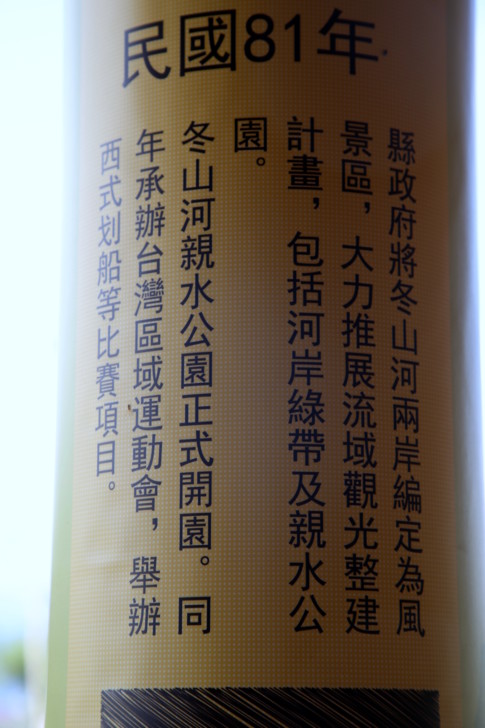 民國81年
縣政府將冬山河兩岸編定為風
景區，大力推展流域觀光整建
計畫，包括河岸綠帶及親水公
園。
冬山河親水公園正式開園。同
年承辦台灣區域運動會，舉辦
西式划船等比賽項目。